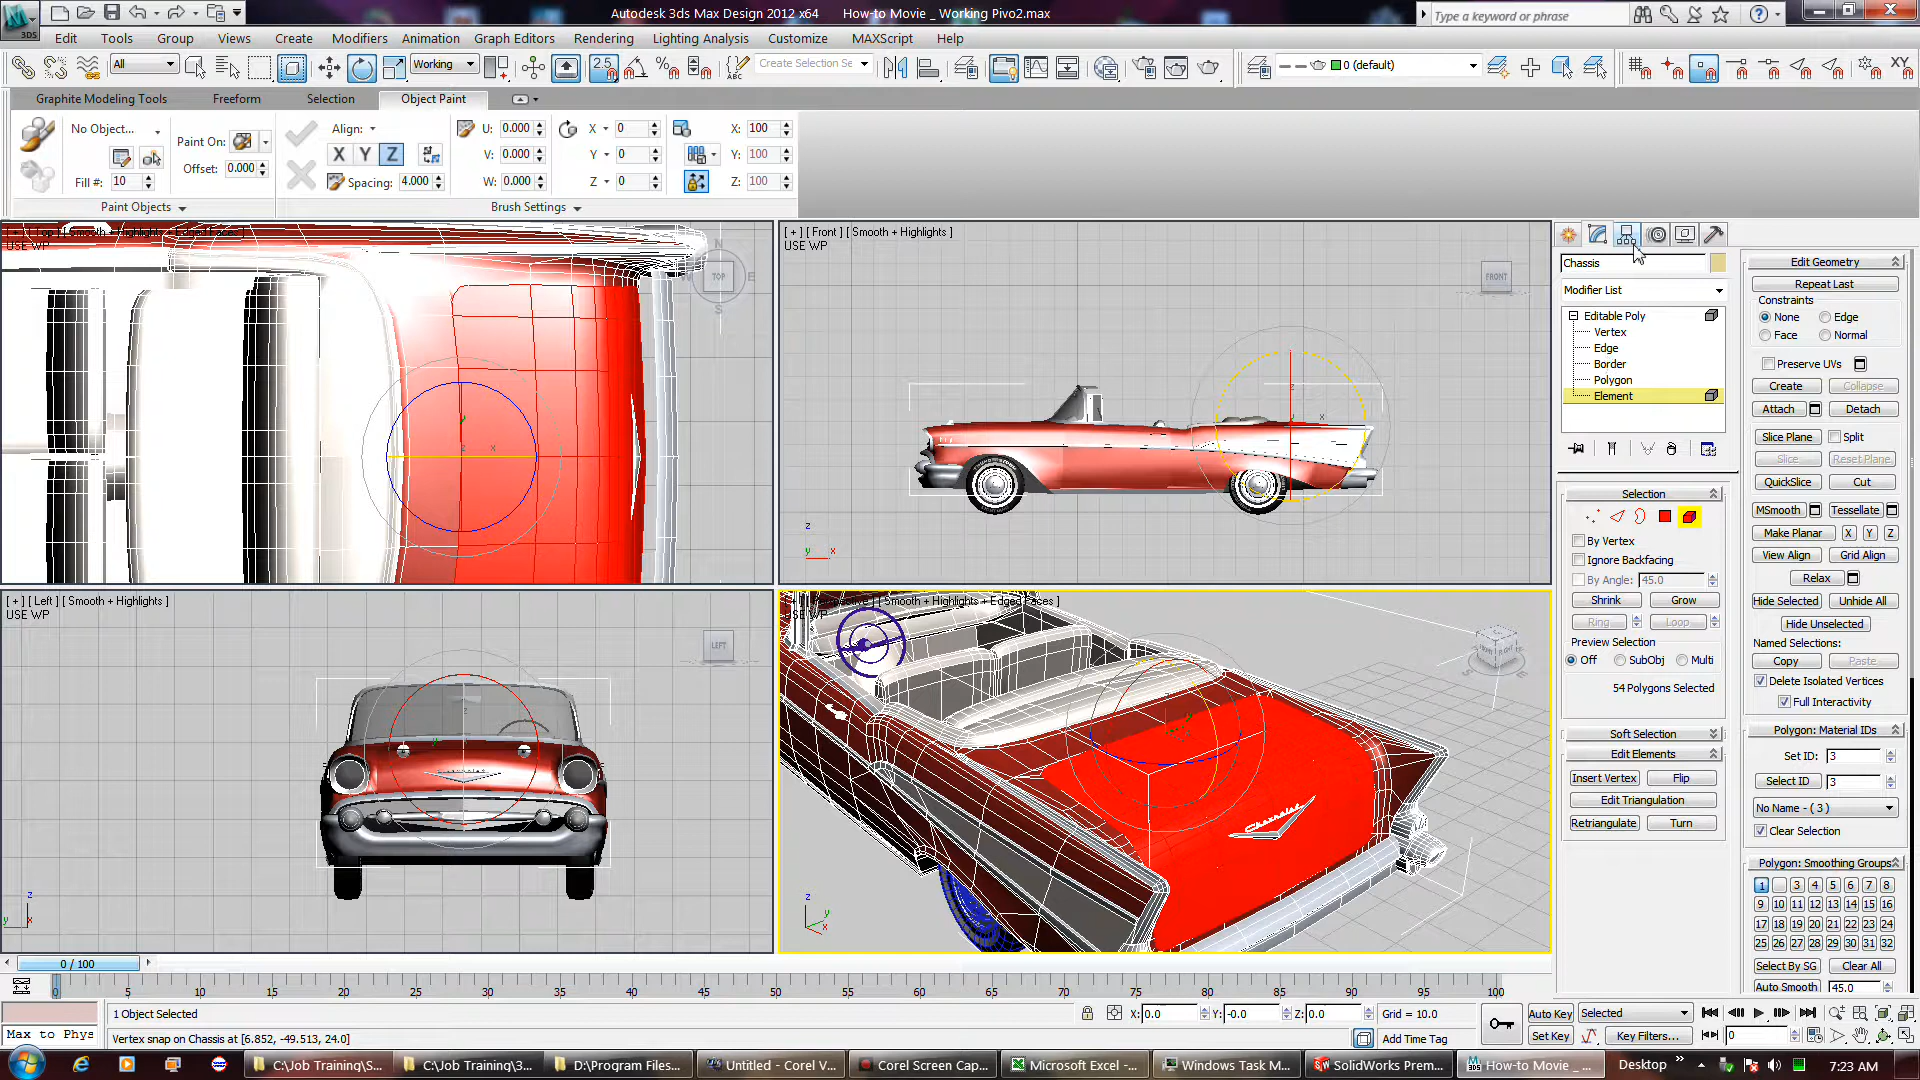 Autodesk 3ds Max Design 2012 x64 How-to Movie _ Working Pivo2.max
Type a keyword or phrase
3DS
Edit Tools Group Views Create Modifiers Animation Graph Editors Rendering Lighting Analysis Customize MAXScript Help
All Working 2.5 Create Selection Se 0 (default) XY
Graphite Modeling Tools Freeform Selection Object Paint
No Object... Paint On: Align: U: 0.000 X 0 X: 100
X Y Z V: 0.000 Y 0 Y: 100
Offset: 0.000
Fill #: 10 Spacing: 4.000 W: 0.000 Z 0 Z: 100
Paint Objects Brush Settings
[ + ] [ Top ] [ Smooth + Highlights + Edged Faces ]
USE WP
N
TOP
E
S
[ + ] [ Front ] [ Smooth + Highlights ]
USE WP
FRONT
z
y x
[ + ] [ Left ] [ Smooth + Highlights ]
USE WP
LEFT
z
y x
[ Smooth + Highlights + Edged Faces ]
USE WP
Chevrolet
z
y
x
Chassis
Modifier List
Editable Poly
Vertex
Edge
Border
Polygon
Element
Selection
By Vertex
Ignore Backfacing
By Angle: 45.0
Shrink Grow
Ring Loop
Preview Selection
Off SubObj Multi
54 Polygons Selected
Soft Selection
Edit Elements
Insert Vertex Flip
Edit Triangulation
Retriangulate Turn
Edit Geometry
Repeat Last
Constraints
None Edge
Face Normal
Preserve UVs
Create Collapse
Attach Detach
Slice Plane Split
Slice Reset Plane
QuickSlice Cut
MSmooth Tessellate
Make Planar X Y Z
View Align Grid Align
Relax
Hide Selected Unhide All
Hide Unselected
Named Selections:
Copy Paste
Delete Isolated Vertices
Full Interactivity
Polygon: Material IDs
Set ID: 3
Select ID 3
No Name - ( 3 )
Clear Selection
Polygon: Smoothing Groups
1 3 4 5 6 7 8
9 10 11 12 13 14 15 16
17 18 19 20 21 22 23 24
25 26 27 28 29 30 31 32
Select By SG Clear All
Auto Smooth 45.0
0 / 100
0 5 10 15 20 25 30 35 40 45 50 55 60 65 70 75 80 85 90 95 100
1 Object Selected X: 0.0 Y: -0.0 Z: 0.0 Grid = 10.0 Auto Key Selected
Max to Phys Vertex snap on Chassis at [6.852, -49.513, 24.0] Add Time Tag Set Key Key Filters... 0
C:\Job Training\S... C:\Job Training\3... D:\Program Files... Untitled - Corel V... Corel Screen Cap... Microsoft Excel -... Windows Task M... SolidWorks Prem... How-to Movie _ ... Desktop 7:23 AM